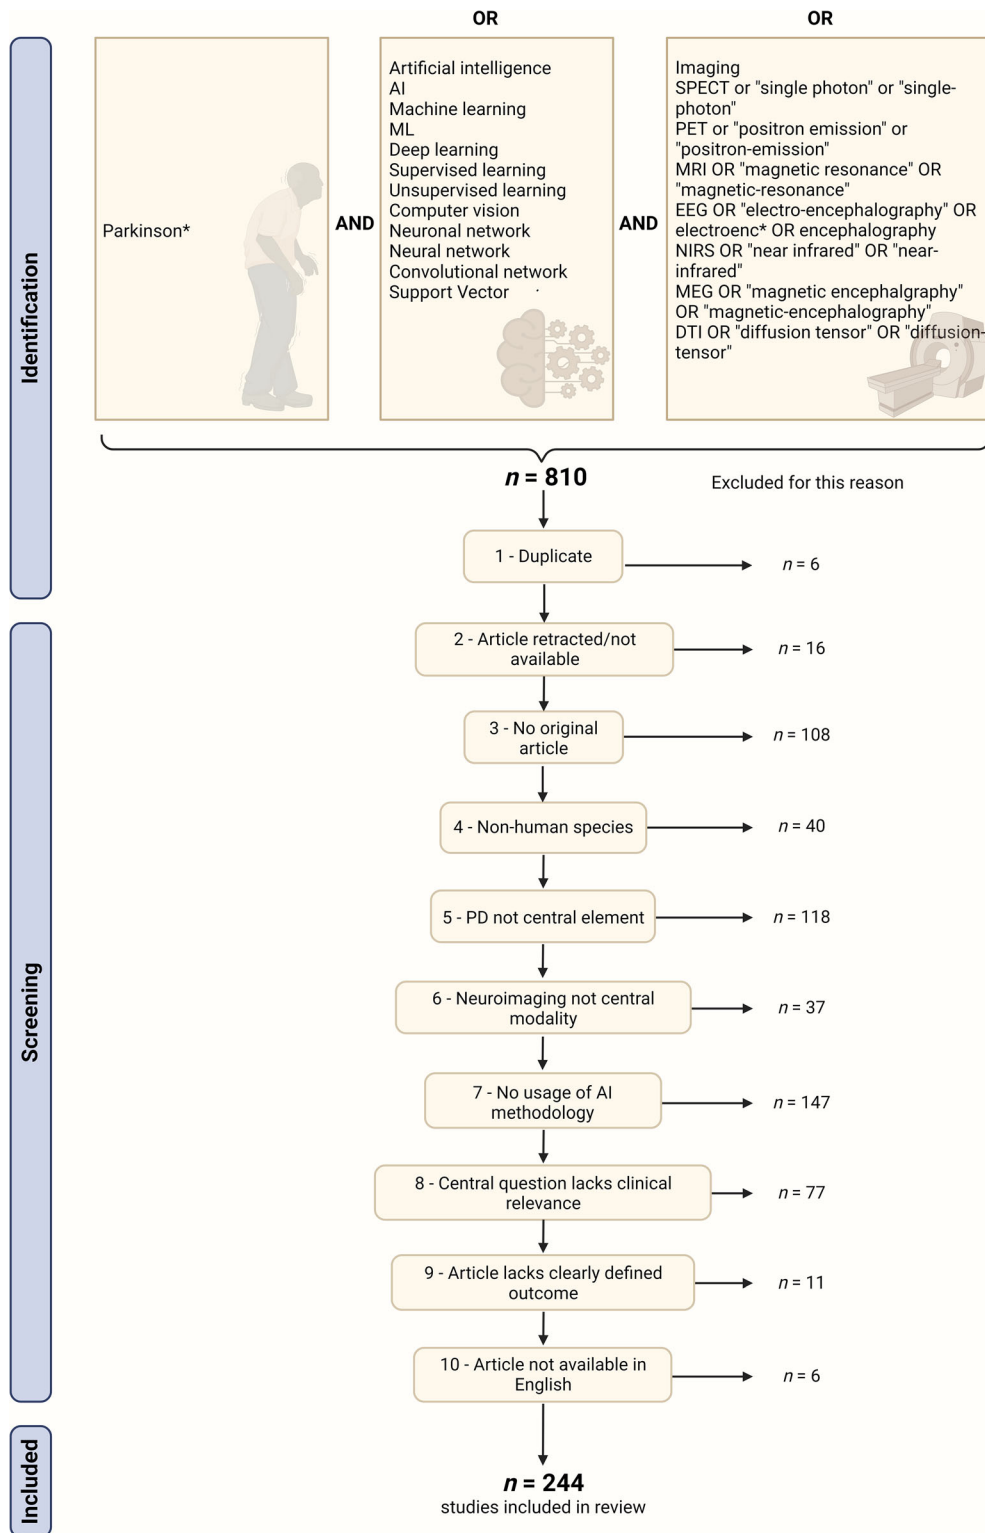 OR
OR
Identification
Parkinson*
AND
Artificial intelligence
AI
Machine learning
ML
Deep learning
Supervised learning
Unsupervised learning
Computer vision
Neuronal network
Neural network
Convolutional network
Support Vector
AND
Imaging
SPECT or "single photon" or "single-
photon"
PET or "positron emission" or
"positron-emission"
MRI OR "magnetic resonance" OR
"magnetic-resonance"
EEG OR "electro-encephalography" OR
electroenc* OR encephalography
NIRS OR "near infrared" OR "near-
infrared"
MEG OR "magnetic encephalgraphy"
OR "magnetic-encephalography"
DTI OR "diffusion tensor" OR "diffusion-
tensor"
n = 810
Excluded for this reason
1 - Duplicate
n = 6
Screening
2 - Article retracted/not
available
n = 16
3 - No original
article
n = 108
4 - Non-human species
n = 40
5 - PD not central element
n = 118
6 - Neuroimaging not central
modality
n = 37
7 - No usage of AI
methodology
n = 147
8 - Central question lacks clinical
relevance
n = 77
9 - Article lacks clearly defined
outcome
n = 11
10 - Article not available in
English
n = 6
Included
n = 244
studies included in review